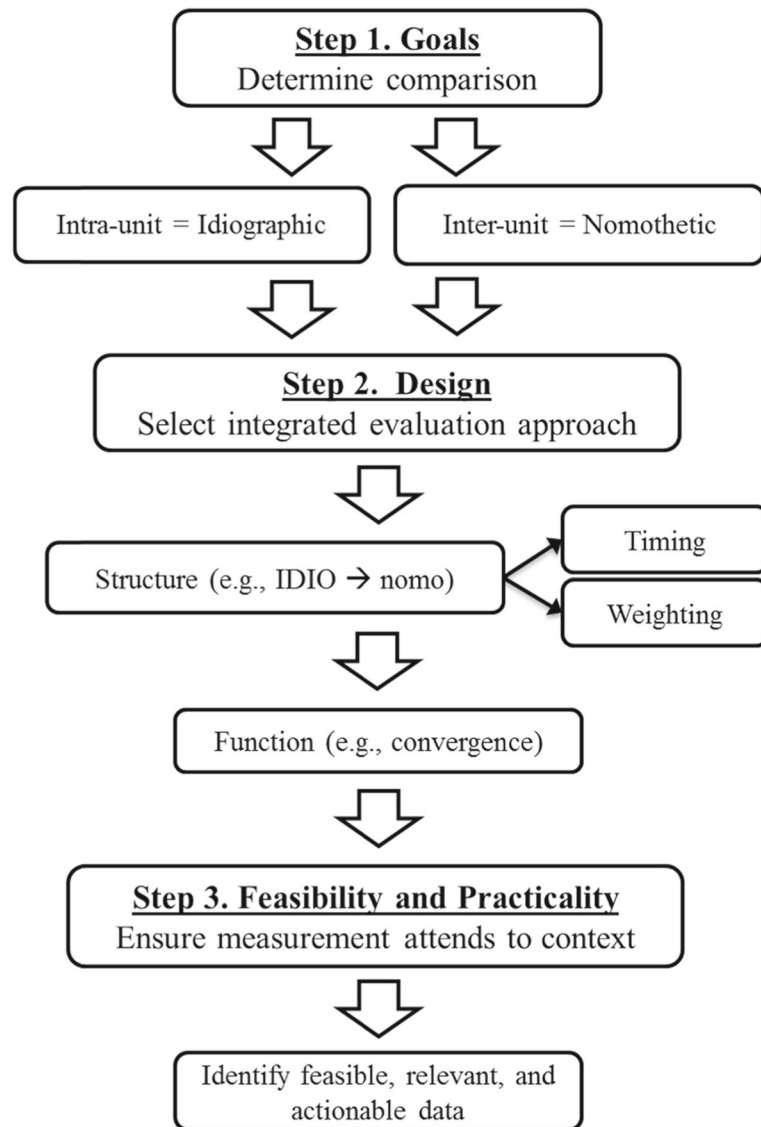 Step 1. Goals
Determine comparison
Intra-unit = Idiographic
Inter-unit = Nomothetic
Step 2. Design
Select integrated evaluation approach
Structure (e.g., IDIO → nomo)
Timing
Weighting
Function (e.g., convergence)
Step 3. Feasibility and Practicality
Ensure measurement attends to context
Identify feasible, relevant, and
actionable data